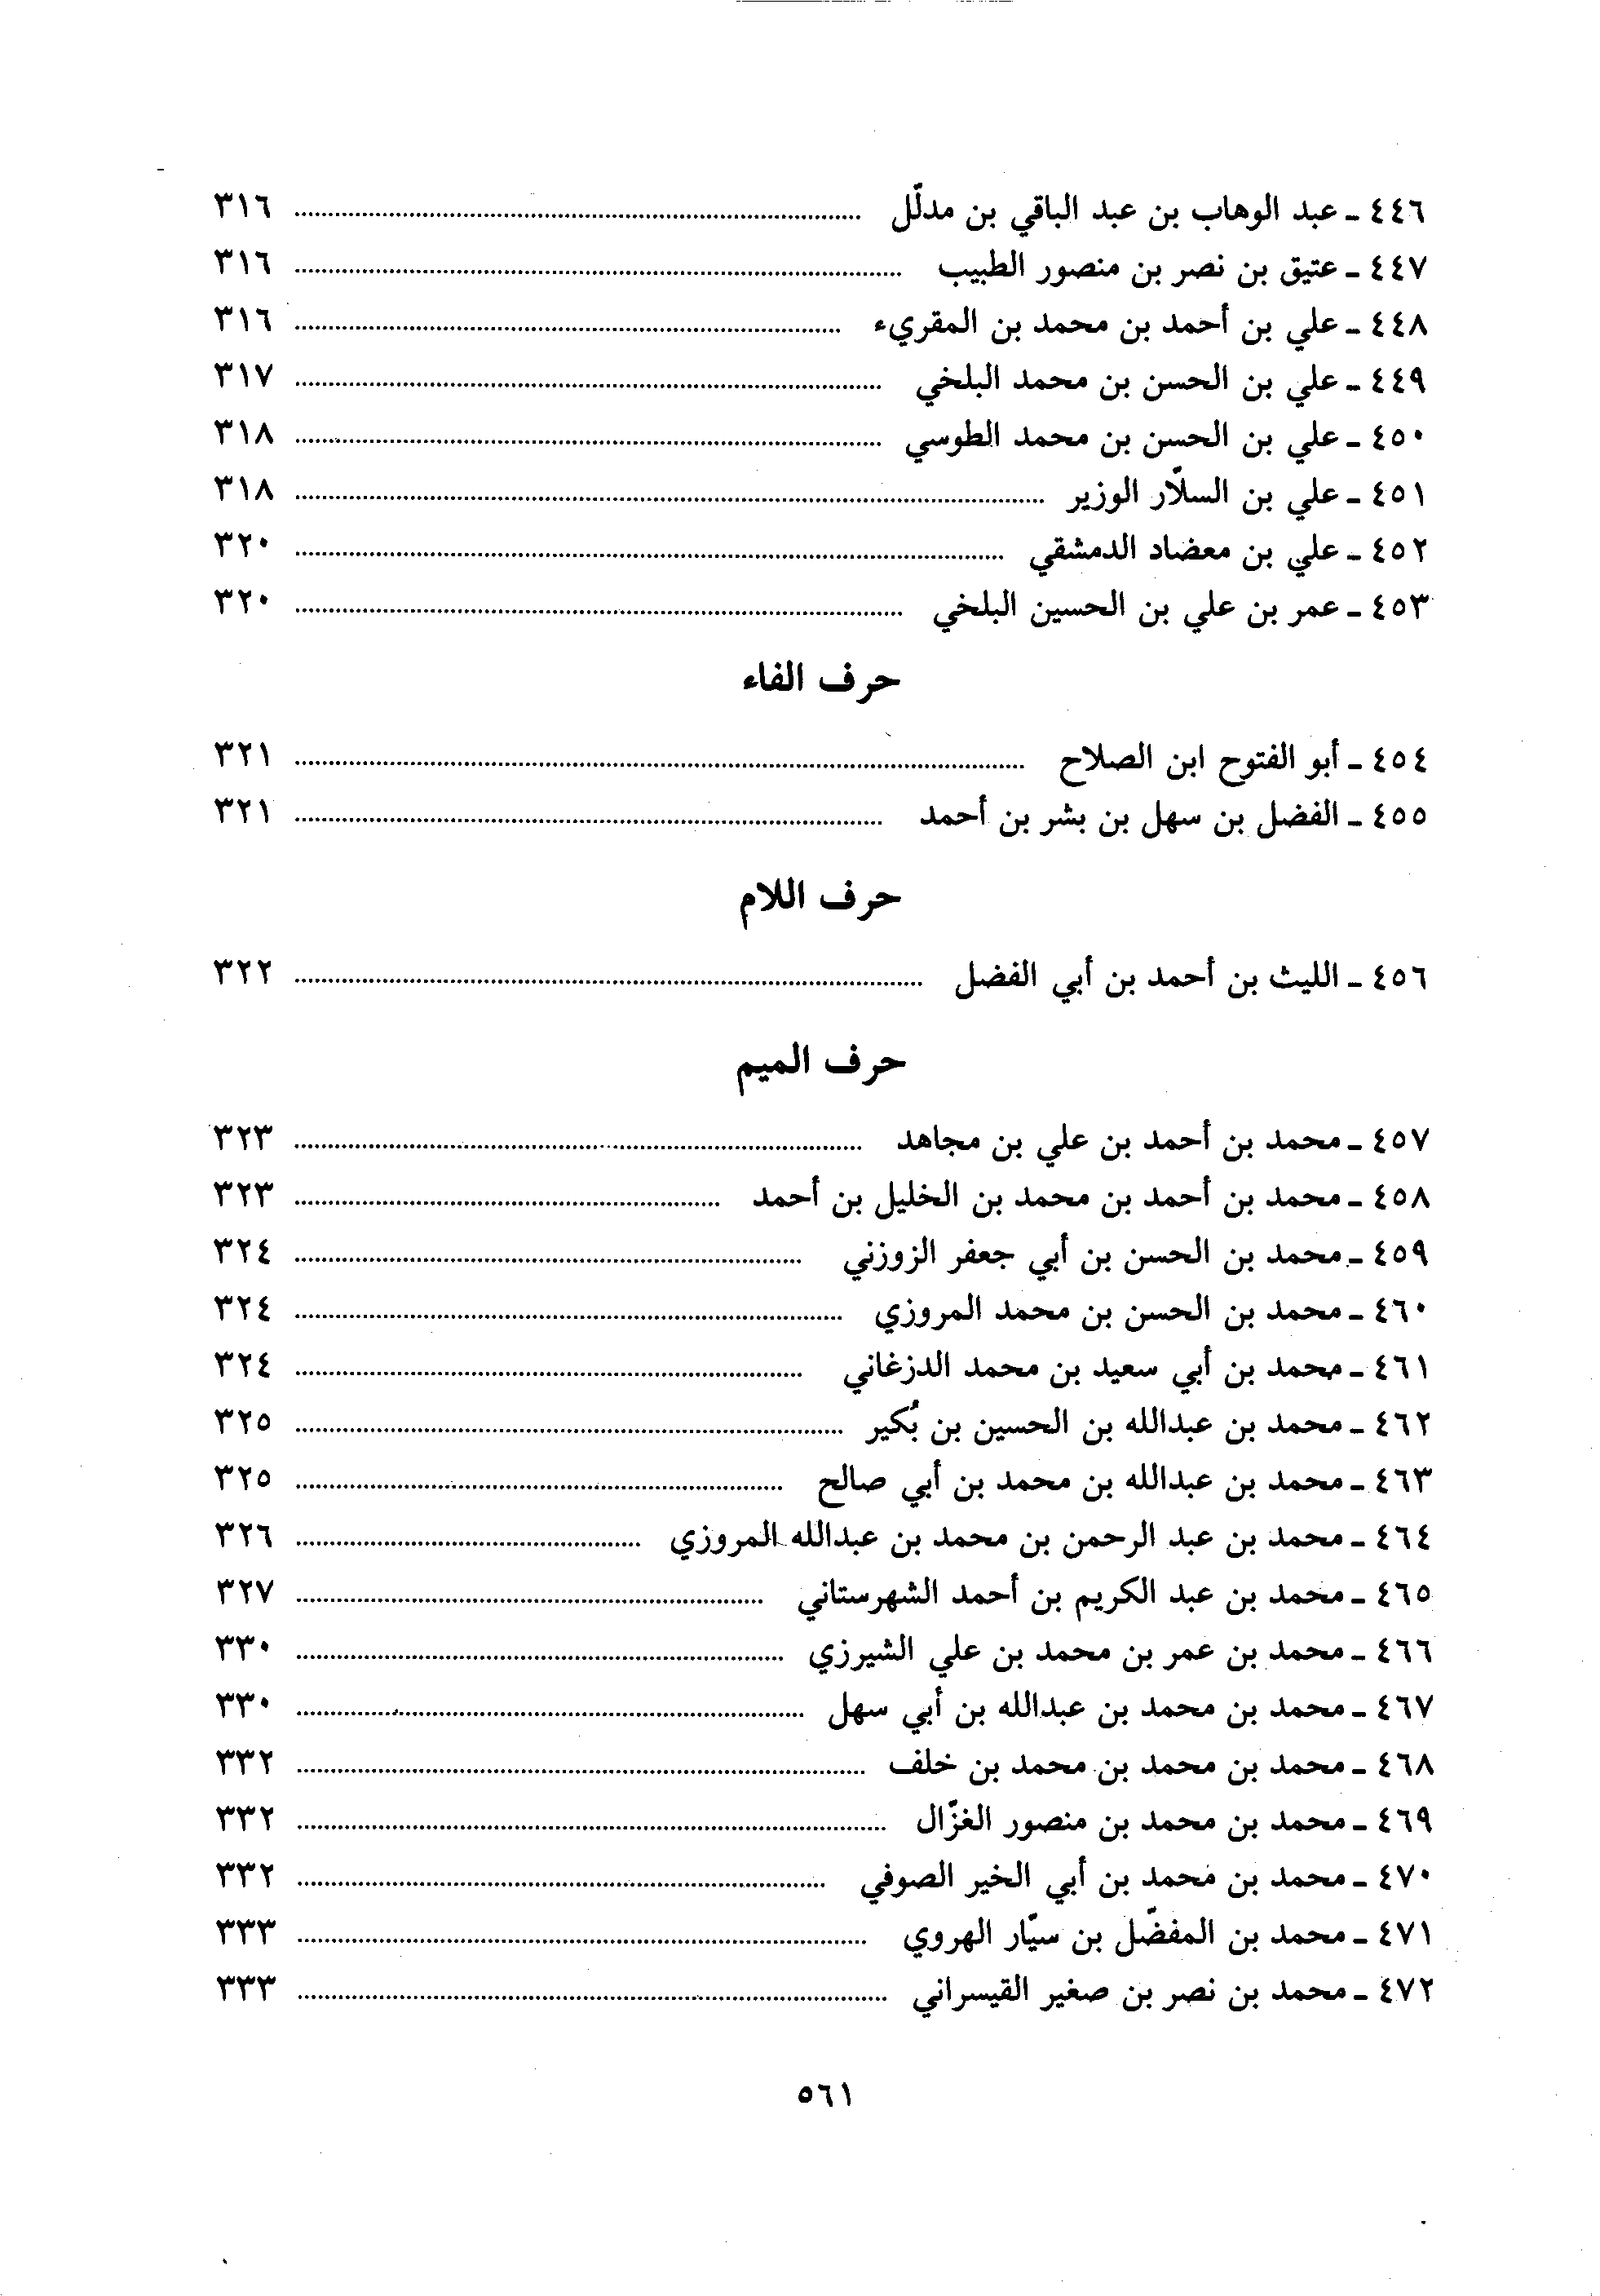 ٤٤٦ - عبد الوهاب بن عبد الباقي بن مدلّل ................ ٣١٦
٤٤٧ - عتيق بن نصر بن منصور الطبيب ................ ٣١٦
٤٤٨ - علي بن أحمد بن محمد بن المقريء ................ ٣١٦
٤٤٩ - علي بن الحسن بن محمد البلخي ................ ٣١٧
٤٥٠ - علي بن الحسن بن محمد الطوسي ................ ٣١٨
٤٥١ - علي بن السلّار الوزير ................ ٣١٨
٤٥٢ - علي بن معضاد الدمشقي ................ ٣٢٠
٤٥٣ - عمر بن علي بن الحسين البلخي ................ ٣٢٠
حرف الفاء
٤٥٤ - أبو الفتوح ابن الصلاح ................ ٣٢١
٤٥٥ - الفضل بن سهل بن بشر بن أحمد ................ ٣٢١
حرف اللام
٤٥٦ - الليث بن أحمد بن أبي الفضل ................ ٣٢٢
حرف الميم
٤٥٧ - محمد بن أحمد بن علي بن مجاهد ................ ٣٢٣
٤٥٨ - محمد بن أحمد بن محمد بن الخليل بن أحمد ................ ٣٢٣
٤٥٩ - محمد بن الحسن بن أبي جعفر الزوزني ................ ٣٢٤
٤٦٠ - محمد بن الحسن بن محمد المروزي ................ ٣٢٤
٤٦١ - محمد بن أبي سعيد بن محمد الدزغاني ................ ٣٢٤
٤٦٢ - محمد بن عبدالله بن الحسين بن بُكير ................ ٣٢٥
٤٦٣ - محمد بن عبدالله بن محمد بن أبي صالح ................ ٣٢٥
٤٦٤ - محمد بن عبد الرحمن بن محمد بن عبدالله المروزي ................ ٣٢٦
٤٦٥ - محمد بن عبد الكريم بن أحمد الشهرستاني ................ ٣٢٧
٤٦٦ - محمد بن عمر بن محمد بن علي الشيرزي ................ ٣٣٠
٤٦٧ - محمد بن محمد بن عبدالله بن أبي سهل ................ ٣٣٠
٤٦٨ - محمد بن محمد بن محمد بن خلف ................ ٣٣٢
٤٦٩ - محمد بن محمد بن منصور الغزّال ................ ٣٣٢
٤٧٠ - محمد بن محمد بن أبي الخير الصوفي ................ ٣٣٢
٤٧١ - محمد بن المفضّل بن سيّار الهروي ................ ٣٣٣
٤٧٢ - محمد بن نصر بن صغير القيسراني ................ ٣٣٣
٥٦١